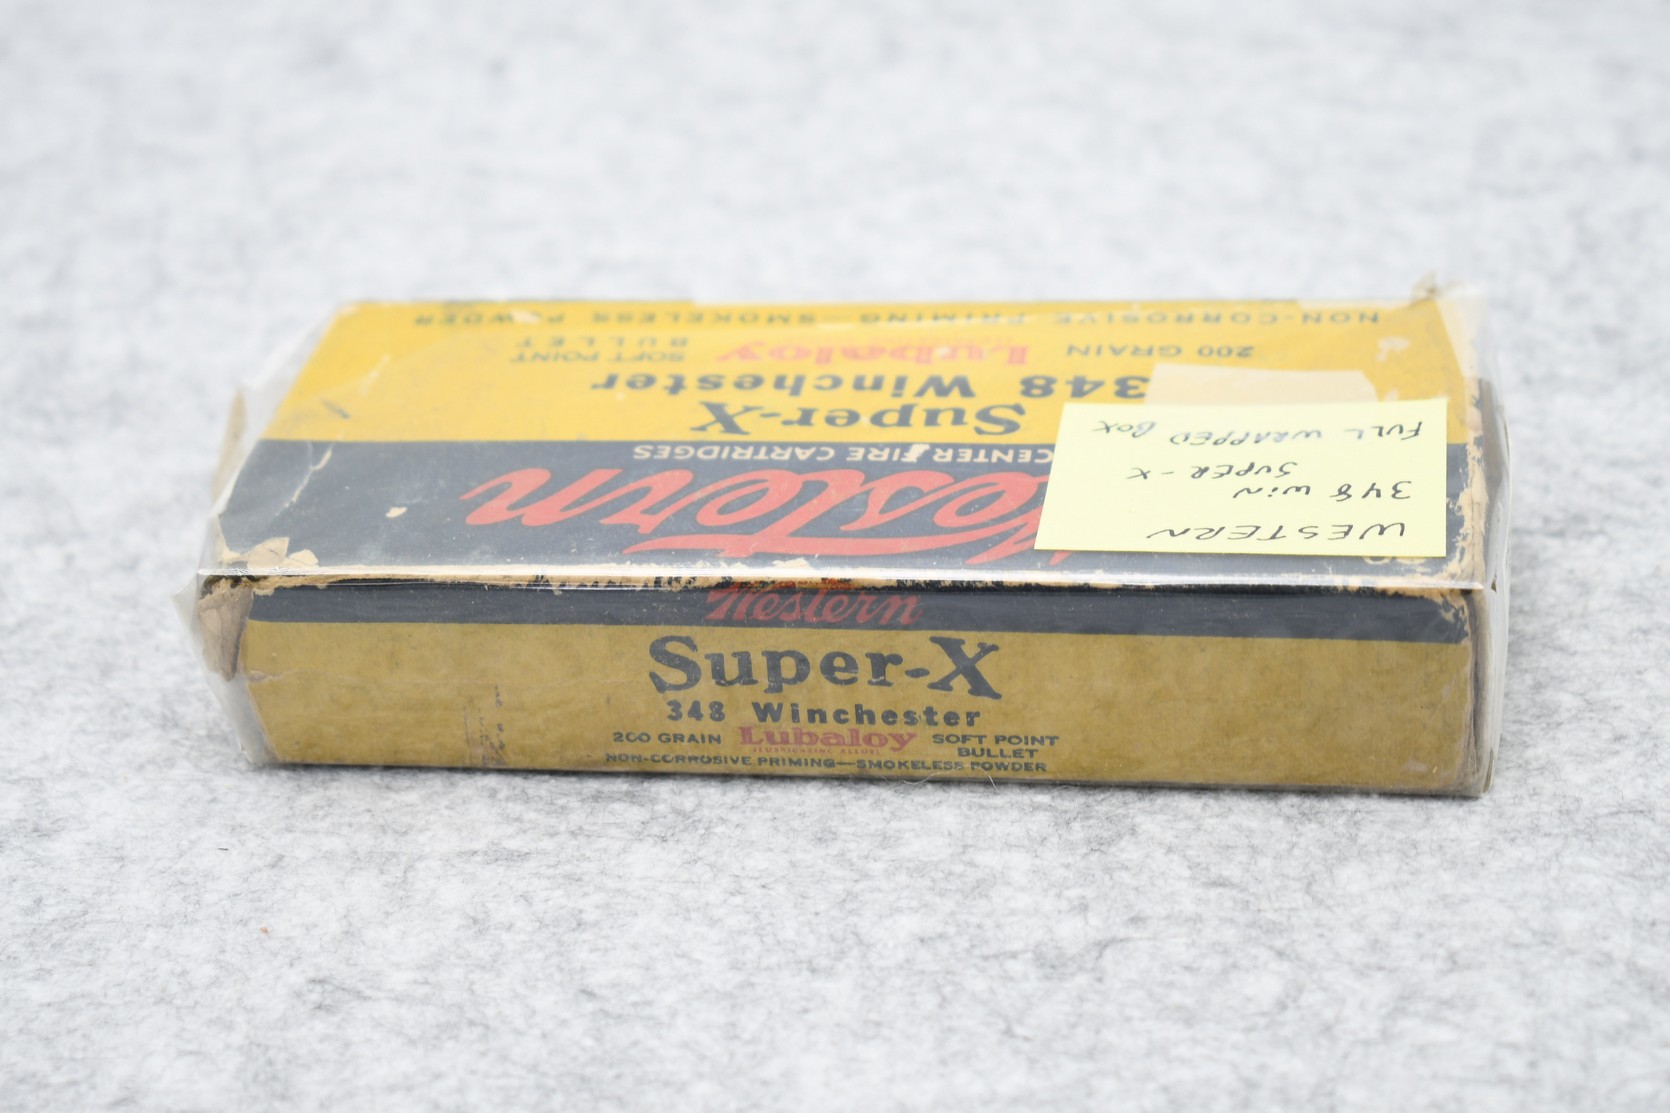 NON-CORROSIVE PRIMING—SMOKELESS POWDER
200 GRAIN Lubaloy SOFT POINT
BULLET
348 Winchester
Super-X
CENTER FIRE CARTRIDGES
Western
WESTERN
348 WIN
SUPER-X
FULL WRAPPED BOX
Western
Super-X
348 Winchester
200 GRAIN Lubaloy SOFT POINT
BULLET
NON-CORROSIVE PRIMING—SMOKELESS POWDER